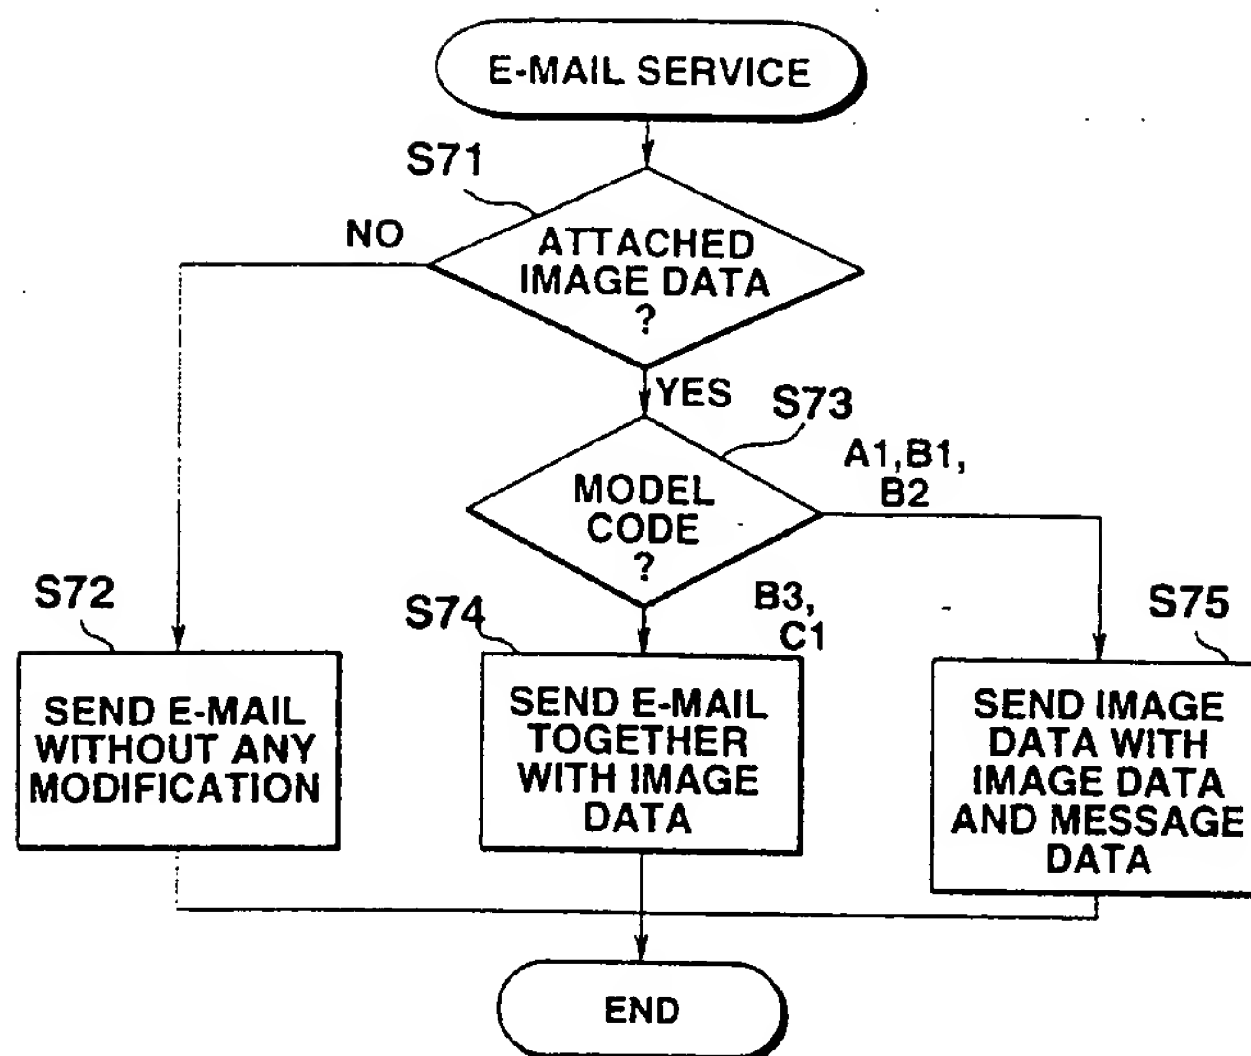 E-MAIL SERVICE
S71
NO
ATTACHED
IMAGE DATA
?
YES
S73
A1,B1,
B2
MODEL
CODE
?
S72
S74
B3,
C1
S75
SEND E-MAIL
WITHOUT ANY
MODIFICATION
SEND E-MAIL
TOGETHER
WITH IMAGE
DATA
SEND IMAGE
DATA WITH
IMAGE DATA
AND MESSAGE
DATA
END